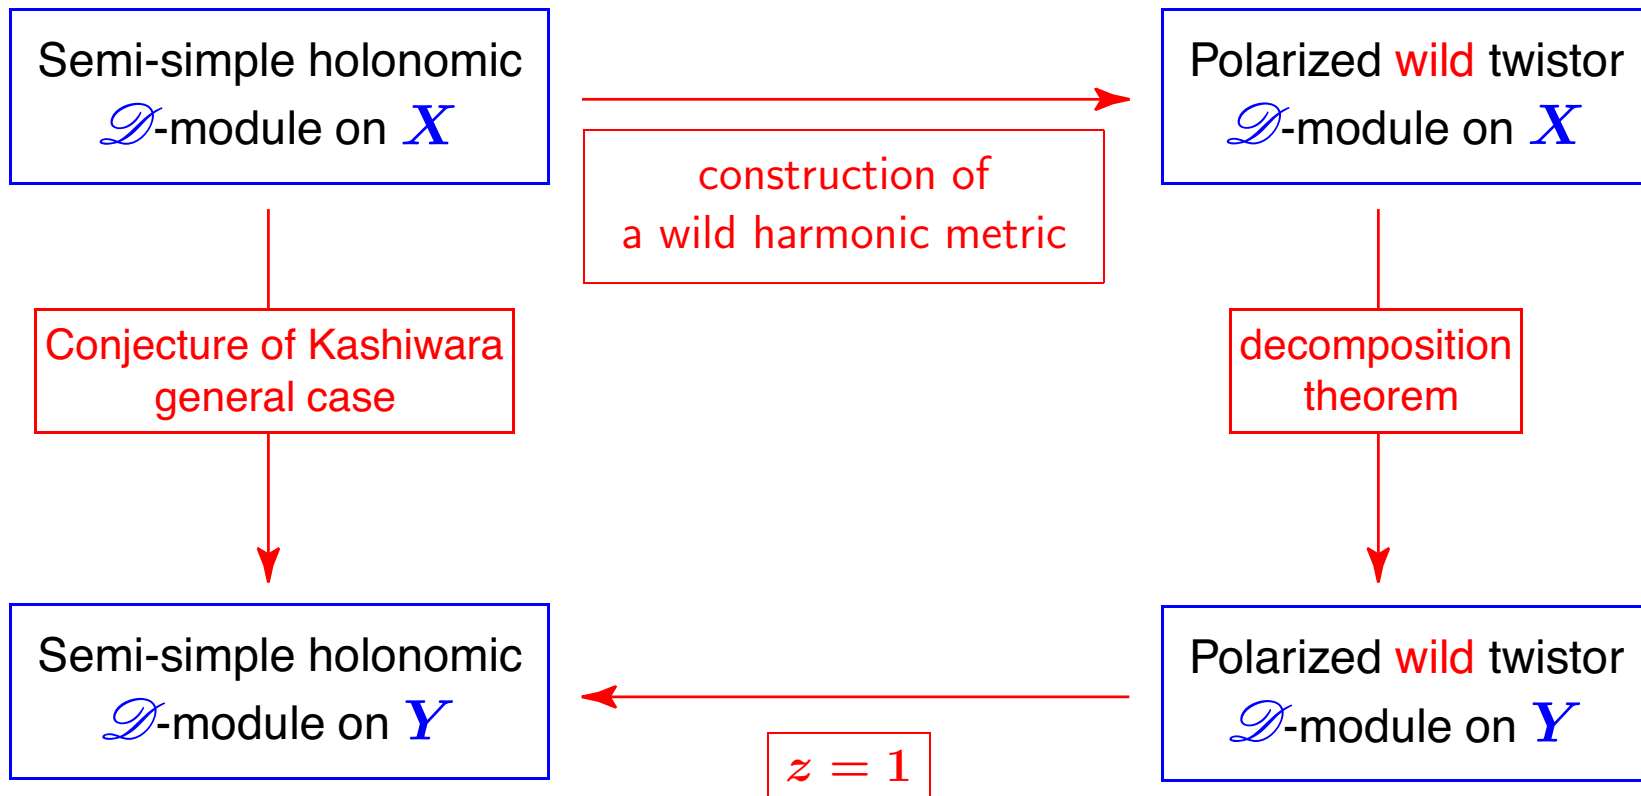 Semi-simple holonomic
𝒟-module on X
construction of
a wild harmonic metric
Polarized wild twistor
𝒟-module on X
Conjecture of Kashiwara
general case
decomposition
theorem
Semi-simple holonomic
𝒟-module on Y
z = 1
Polarized wild twistor
𝒟-module on Y